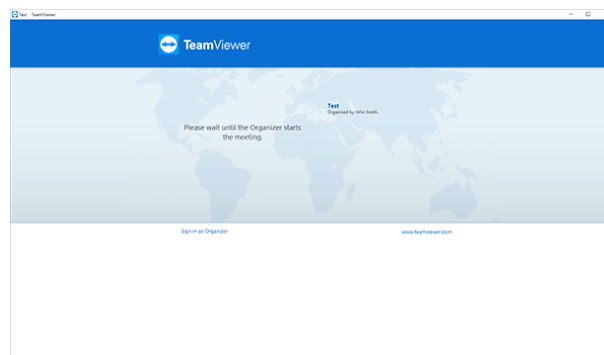 Test - TeamViewer
TeamViewer
Test
Organized by John Smith
Please wait until the Organizer starts
the meeting.
Sign in as Organizer
www.teamviewer.com